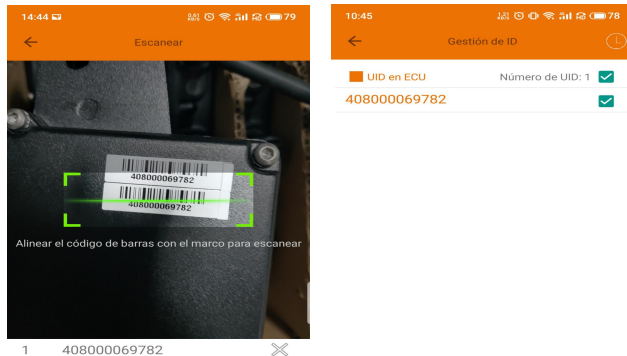 14:44
79
Escanear
408000069782
408000069782
Alinear el código de barras con el marco para escanear
1 408000069782
10:45
78
Gestión de ID
UID en ECU
Número de UID: 1
408000069782